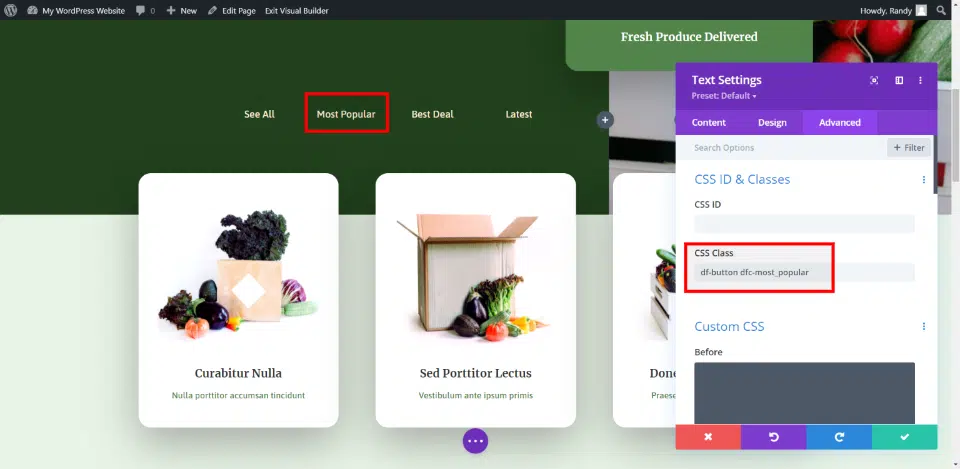 My WordPress Website 0 New Edit Page Exit Visual Builder Howdy, Randy
Fresh Produce Delivered
See All Most Popular Best Deal Latest
Curabitur Nulla
Nulla porttitor accumsan tincidunt
Sed Porttitor Lectus
Vestibulum ante ipsum primis
Done
Praese
Text Settings
Preset: Default
Content Design Advanced
Search Options Filter
CSS ID & Classes
CSS ID
CSS Class
df-button dfc-most_popular
Custom CSS
Before